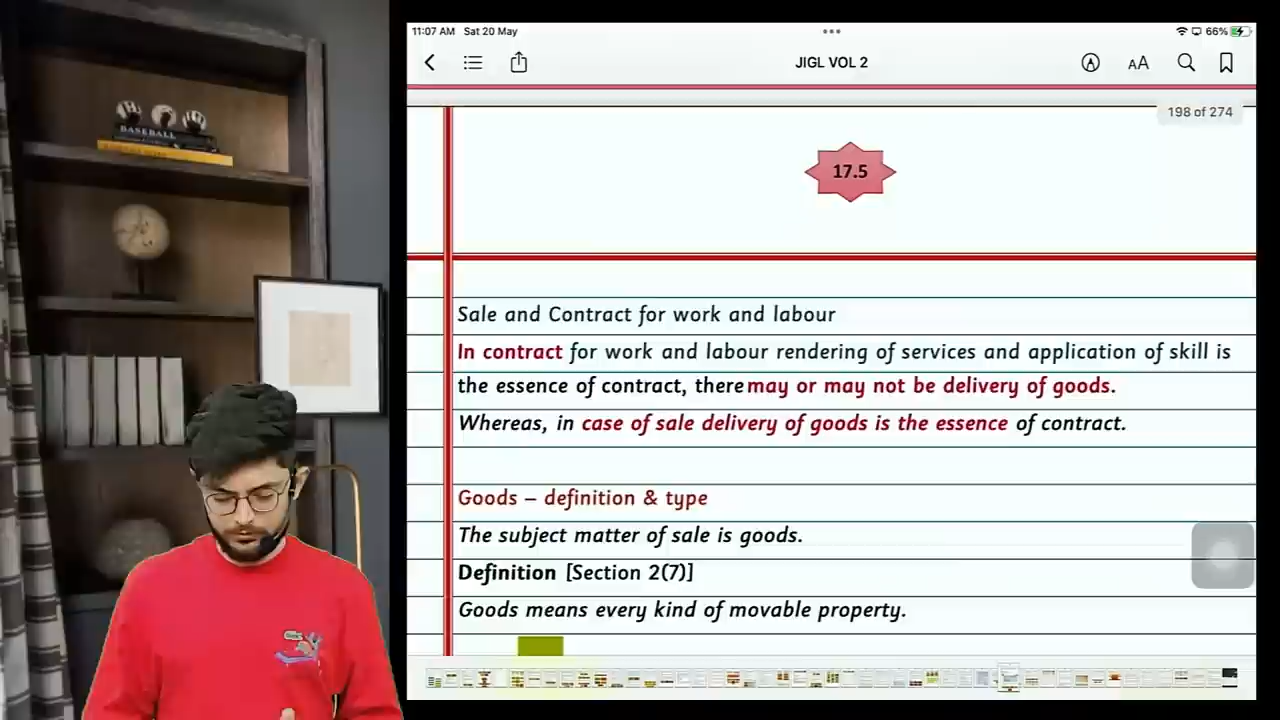 11:07 AM Sat 20 May
66%
JIGL VOL 2
AA
198 of 274
17.5
BASEBALL
Sale and Contract for work and labour
In contract for work and labour rendering of services and application of skill is
the essence of contract, there may or may not be delivery of goods.
Whereas, in case of sale delivery of goods is the essence of contract.
Goods – definition & type
The subject matter of sale is goods.
Definition [Section 2(7)]
Goods means every kind of movable property.